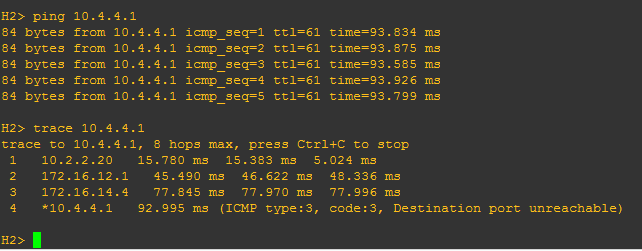 H2> ping 10.4.4.1
84 bytes from 10.4.4.1 icmp_seq=1 ttl=61 time=93.834 ms
84 bytes from 10.4.4.1 icmp_seq=2 ttl=61 time=93.875 ms
84 bytes from 10.4.4.1 icmp_seq=3 ttl=61 time=93.585 ms
84 bytes from 10.4.4.1 icmp_seq=4 ttl=61 time=93.926 ms
84 bytes from 10.4.4.1 icmp_seq=5 ttl=61 time=93.799 ms
H2> trace 10.4.4.1
trace to 10.4.4.1, 8 hops max, press Ctrl+C to stop
1 10.2.2.20 15.780 ms 15.383 ms 5.024 ms
2 172.16.12.1 45.490 ms 46.622 ms 48.336 ms
3 172.16.14.4 77.845 ms 77.970 ms 77.996 ms
4 *10.4.4.1 92.995 ms (ICMP type:3, code:3, Destination port unreachable)
H2>